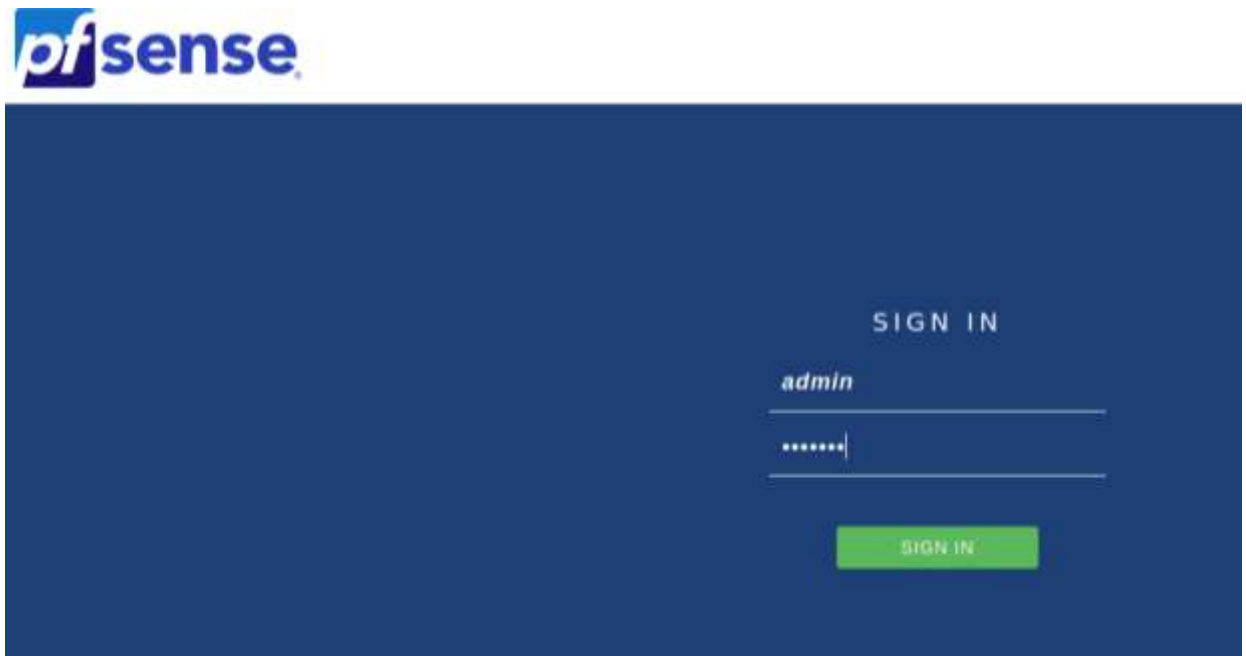 pfsense
SIGN IN
admin
•••••••
SIGN IN